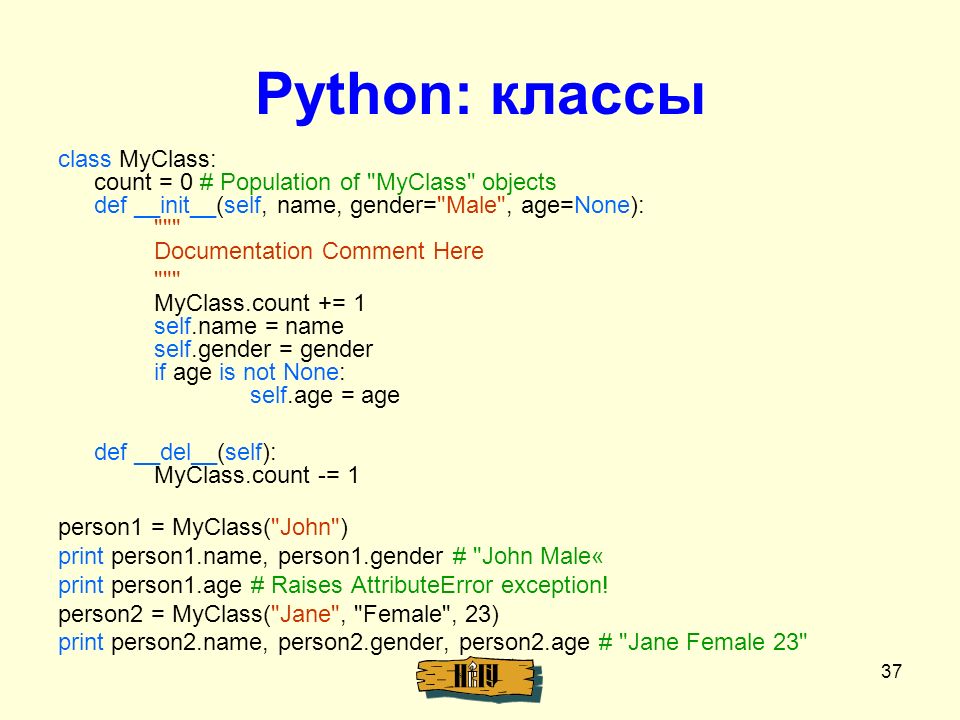 Python: классы
class MyClass:
count = 0 # Population of "MyClass" objects
def __init__(self, name, gender="Male", age=None):
"""
Documentation Comment Here
"""
MyClass.count += 1
self.name = name
self.gender = gender
if age is not None:
self.age = age
def __del__(self):
MyClass.count -= 1
person1 = MyClass("John")
print person1.name, person1.gender # "John Male«
print person1.age # Raises AttributeError exception!
person2 = MyClass("Jane", "Female", 23)
print person2.name, person2.gender, person2.age # "Jane Female 23"
37